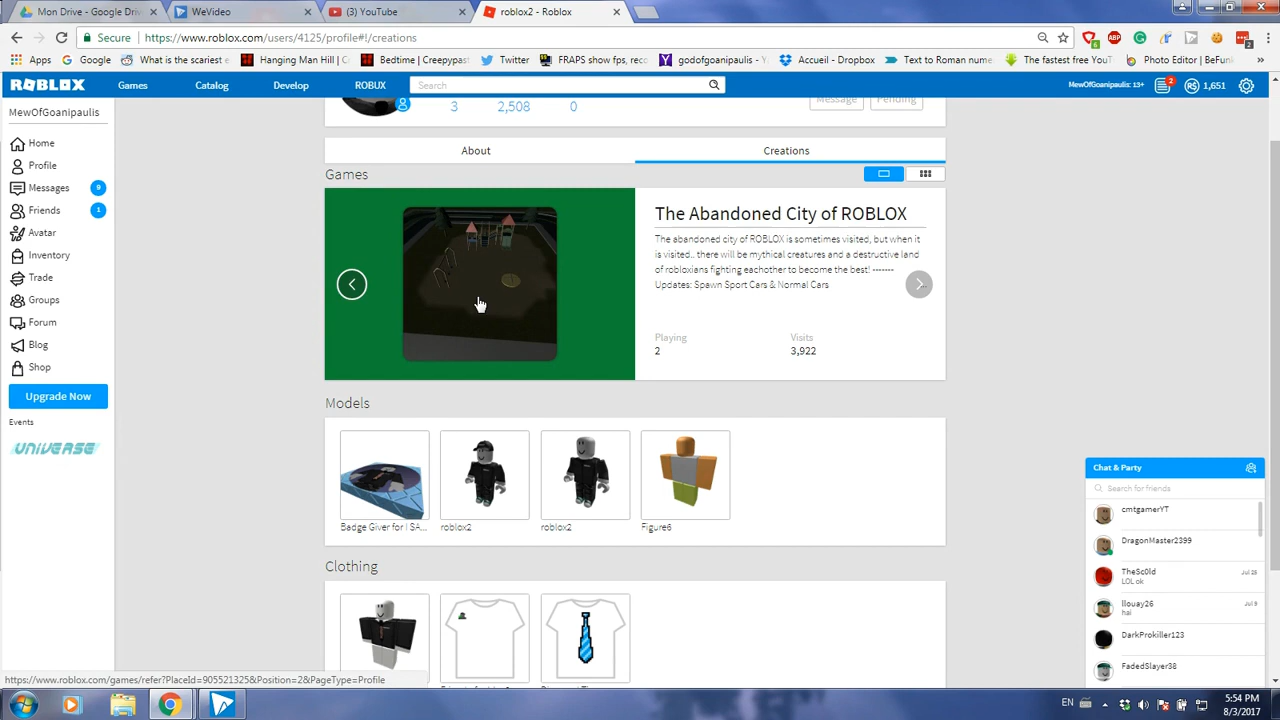 Mon Drive - Google Driv
WeVideo
(3) YouTube
roblox2 - Roblox
Secure
https://www.roblox.com/users/4125/profile#!/creations
Apps
Google
What is the scariest e
Hanging Man Hill ( C
Bedtime | Creepypast
Twitter
FRAPS show fps, reco
godofgoanipaulis - Y
Accueil - Dropbox
Text to Roman nume
The fastest free YouT
Photo Editor | BeFun
ROBLOX
Games
Catalog
Develop
ROBUX
Search
MewOfGoanipaulis: 13+
2
1,651
MewOfGoanipaulis
Home
Profile
Messages
9
Friends
1
Avatar
Inventory
Trade
Groups
Forum
Blog
Shop
Upgrade Now
Events
UNIVERSE
3
2,508
0
Message
Pending
About
Creations
Games
The Abandoned City of ROBLOX
The abandoned city of ROBLOX is sometimes visited, but when it
is visited.. there will be mythical creatures and a destructive land
of robloxians fighting eachother to become the best! -------
Updates: Spawn Sport Cars & Normal Cars
Playing
Visits
2
3,922
Models
Badge Giver for I SA...
roblox2
roblox2
Figure6
Clothing
Chat & Party
Search for friends
cmtgamerYT
DragonMaster2399
TheSc0ld
Jul 25
LOL ok
llouay26
Jul 9
hai
DarkProkiller123
FadedSlayer38
https://www.roblox.com/games/refer?PlaceId=905521325&Position=2&PageType=Profile
EN
5:54 PM
8/3/2017